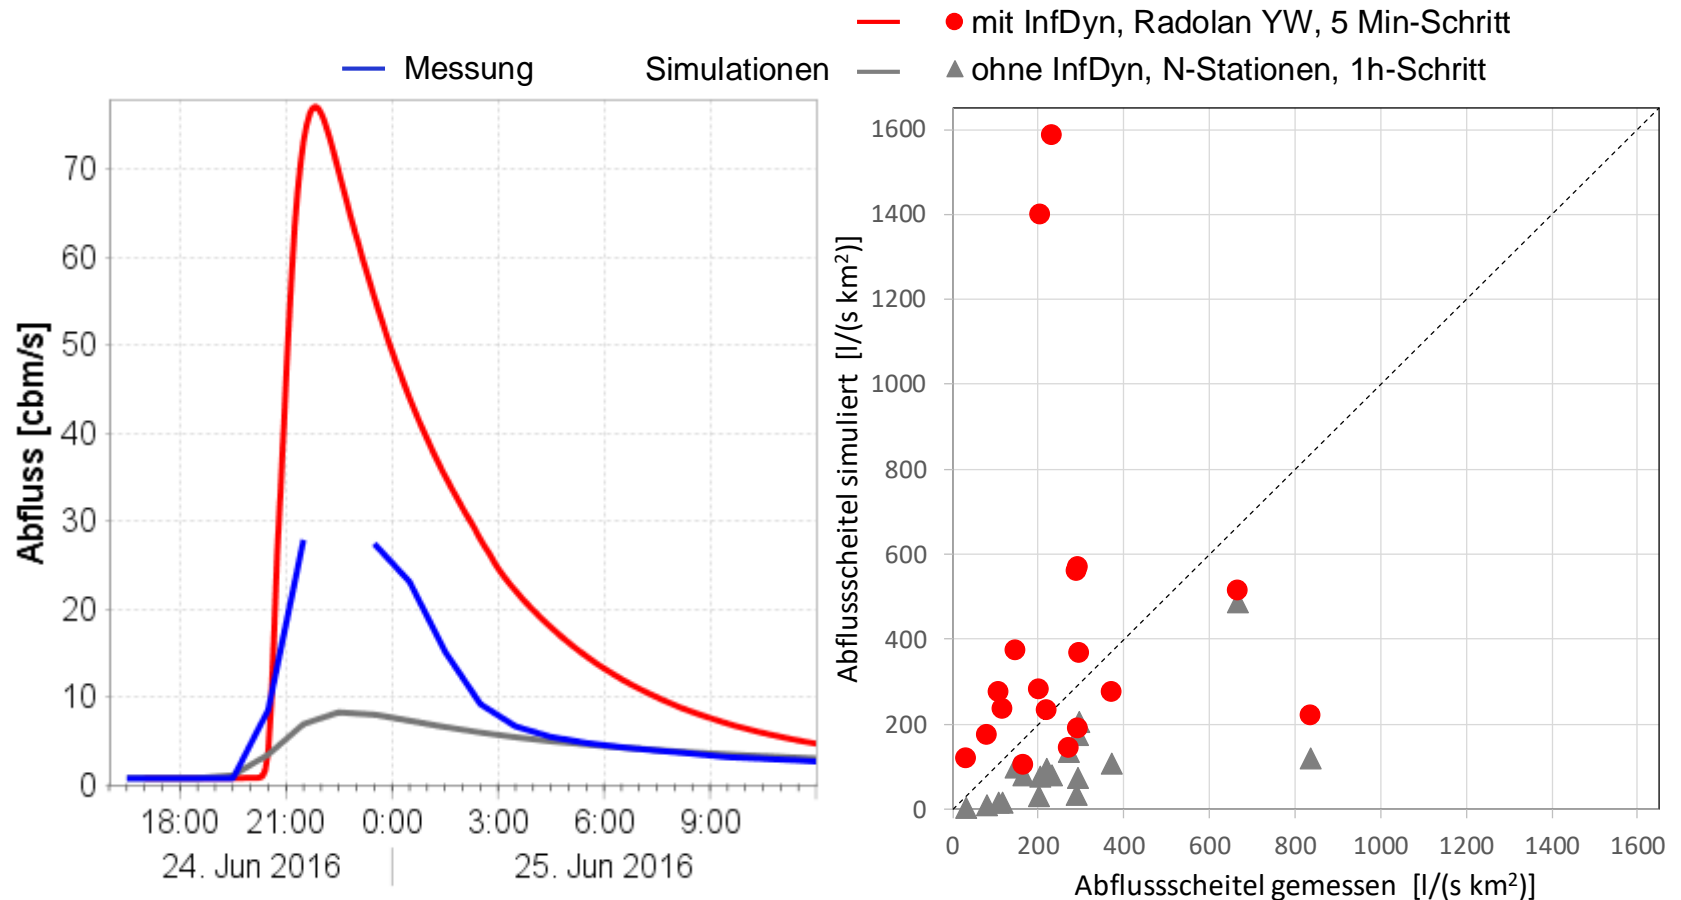 mit InfDyn, Radolan YW, 5 Min-Schritt
Messung Simulationen ohne InfDyn, N-Stationen, 1h-Schritt
Abfluss [cbm/s]
70
60
50
40
30
20
10
0
18:00 21:00 0:00 3:00 6:00 9:00
24. Jun 2016 25. Jun 2016
Abflussscheitel simuliert [l/(s km²)]
1600
1400
1200
1000
800
600
400
200
0
0 200 400 600 800 1000 1200 1400 1600
Abflussscheitel gemessen [l/(s km²)]